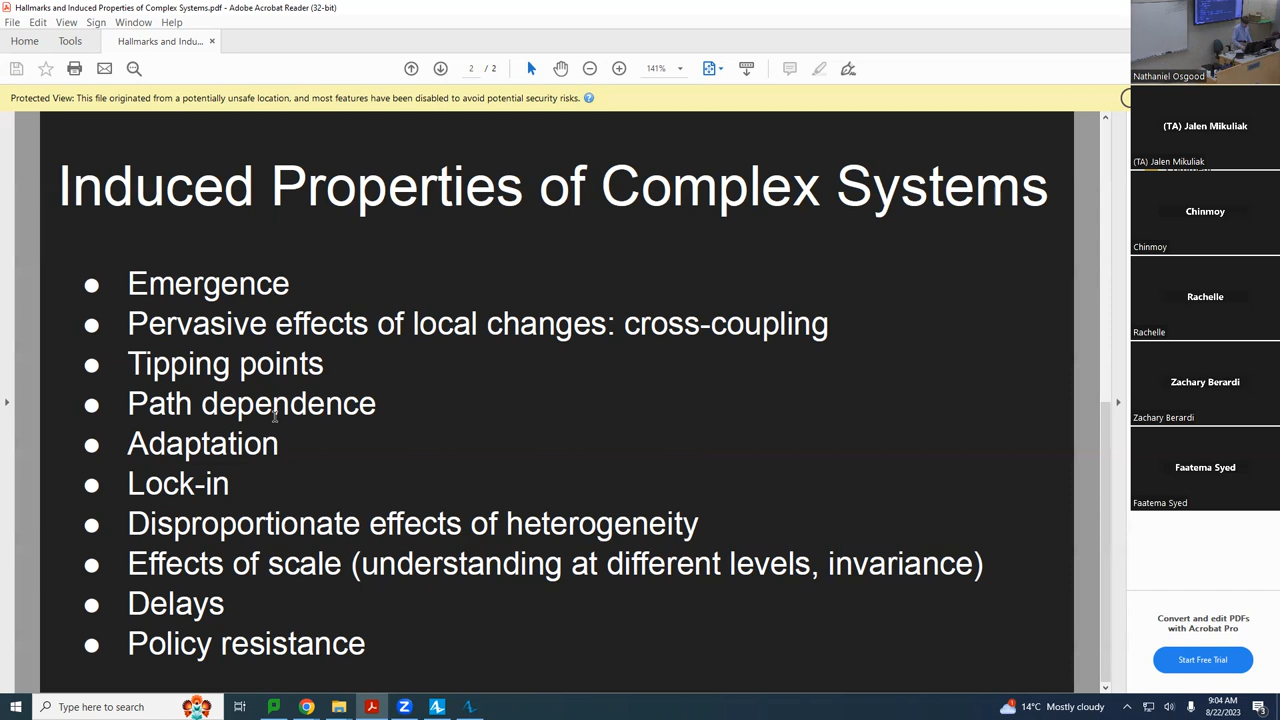 Hallmarks and Induced Properties of Complex Systems.pdf - Adobe Acrobat Reader (32-bit)
File Edit View Sign Window Help
Home Tools Hallmarks and Indu... ×
2 / 2 141%
Protected View: This file originated from a potentially unsafe location, and most features have been disabled to avoid potential security risks.
Induced Properties of Complex Systems
● Emergence
● Pervasive effects of local changes: cross-coupling
● Tipping points
● Path dependence
● Adaptation
● Lock-in
● Disproportionate effects of heterogeneity
● Effects of scale (understanding at different levels, invariance)
● Delays
● Policy resistance
Nathaniel Osgood
(TA) Jalen Mikuliak
(TA) Jalen Mikuliak
Chinmoy
Chinmoy
Rachelle
Rachelle
Zachary Berardi
Zachary Berardi
Faatema Syed
Faatema Syed
Convert and edit PDFs
with Acrobat Pro
Start Free Trial
Type here to search
14°C Mostly cloudy
9:04 AM
8/22/2023